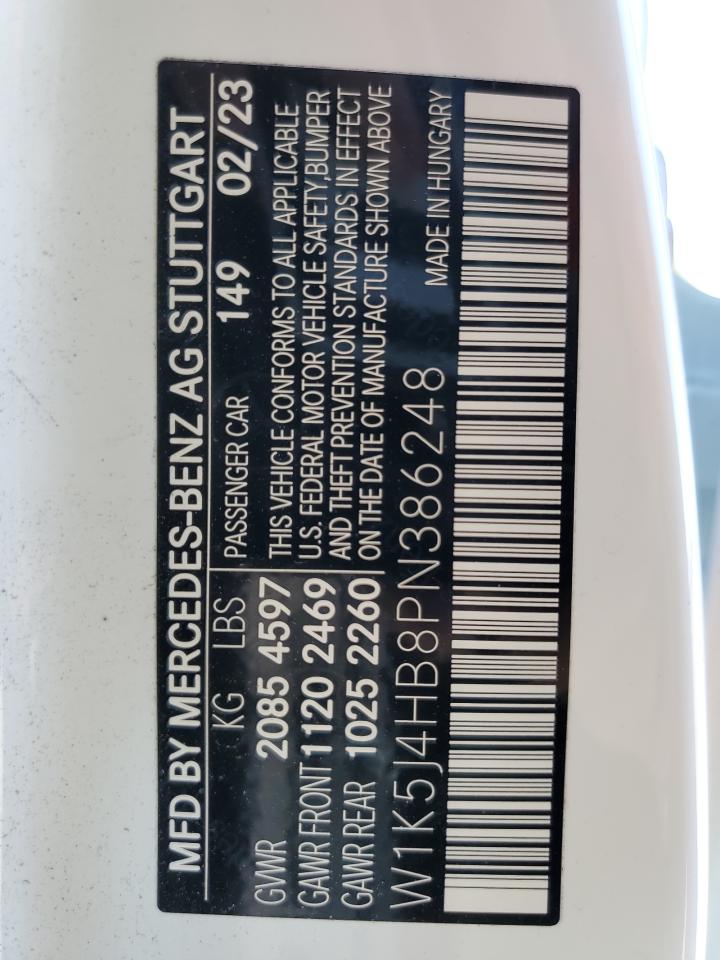 MFD BY MERCEDES-BENZ AG STUTTGART
KG LBS
GVWR 2085 4597
GAWR FRONT 1120 2469
GAWR REAR 1025 2260
PASSENGER CAR 149 02/23
THIS VEHICLE CONFORMS TO ALL APPLICABLE
U.S. FEDERAL MOTOR VEHICLE SAFETY,BUMPER
AND THEFT PREVENTION STANDARDS IN EFFECT
ON THE DATE OF MANUFACTURE SHOWN ABOVE
W1K5J4HB8PN386248 MADE IN HUNGARY